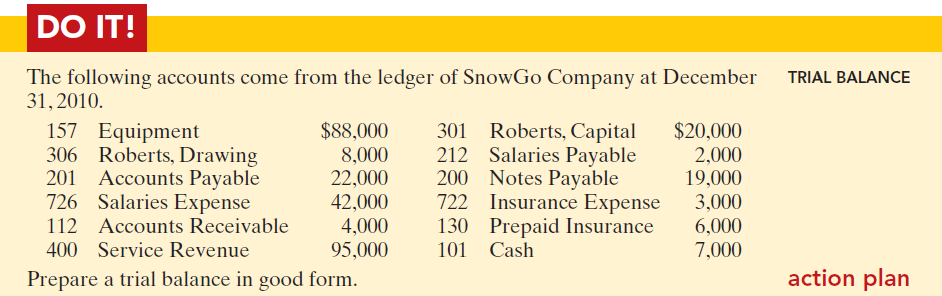 DO IT!
The following accounts come from the ledger of SnowGo Company at December
31, 2010.
TRIAL BALANCE
157 Equipment $88,000 301 Roberts, Capital $20,000
306 Roberts, Drawing 8,000 212 Salaries Payable 2,000
201 Accounts Payable 22,000 200 Notes Payable 19,000
726 Salaries Expense 42,000 722 Insurance Expense 3,000
112 Accounts Receivable 4,000 130 Prepaid Insurance 6,000
400 Service Revenue 95,000 101 Cash 7,000
Prepare a trial balance in good form.
action plan